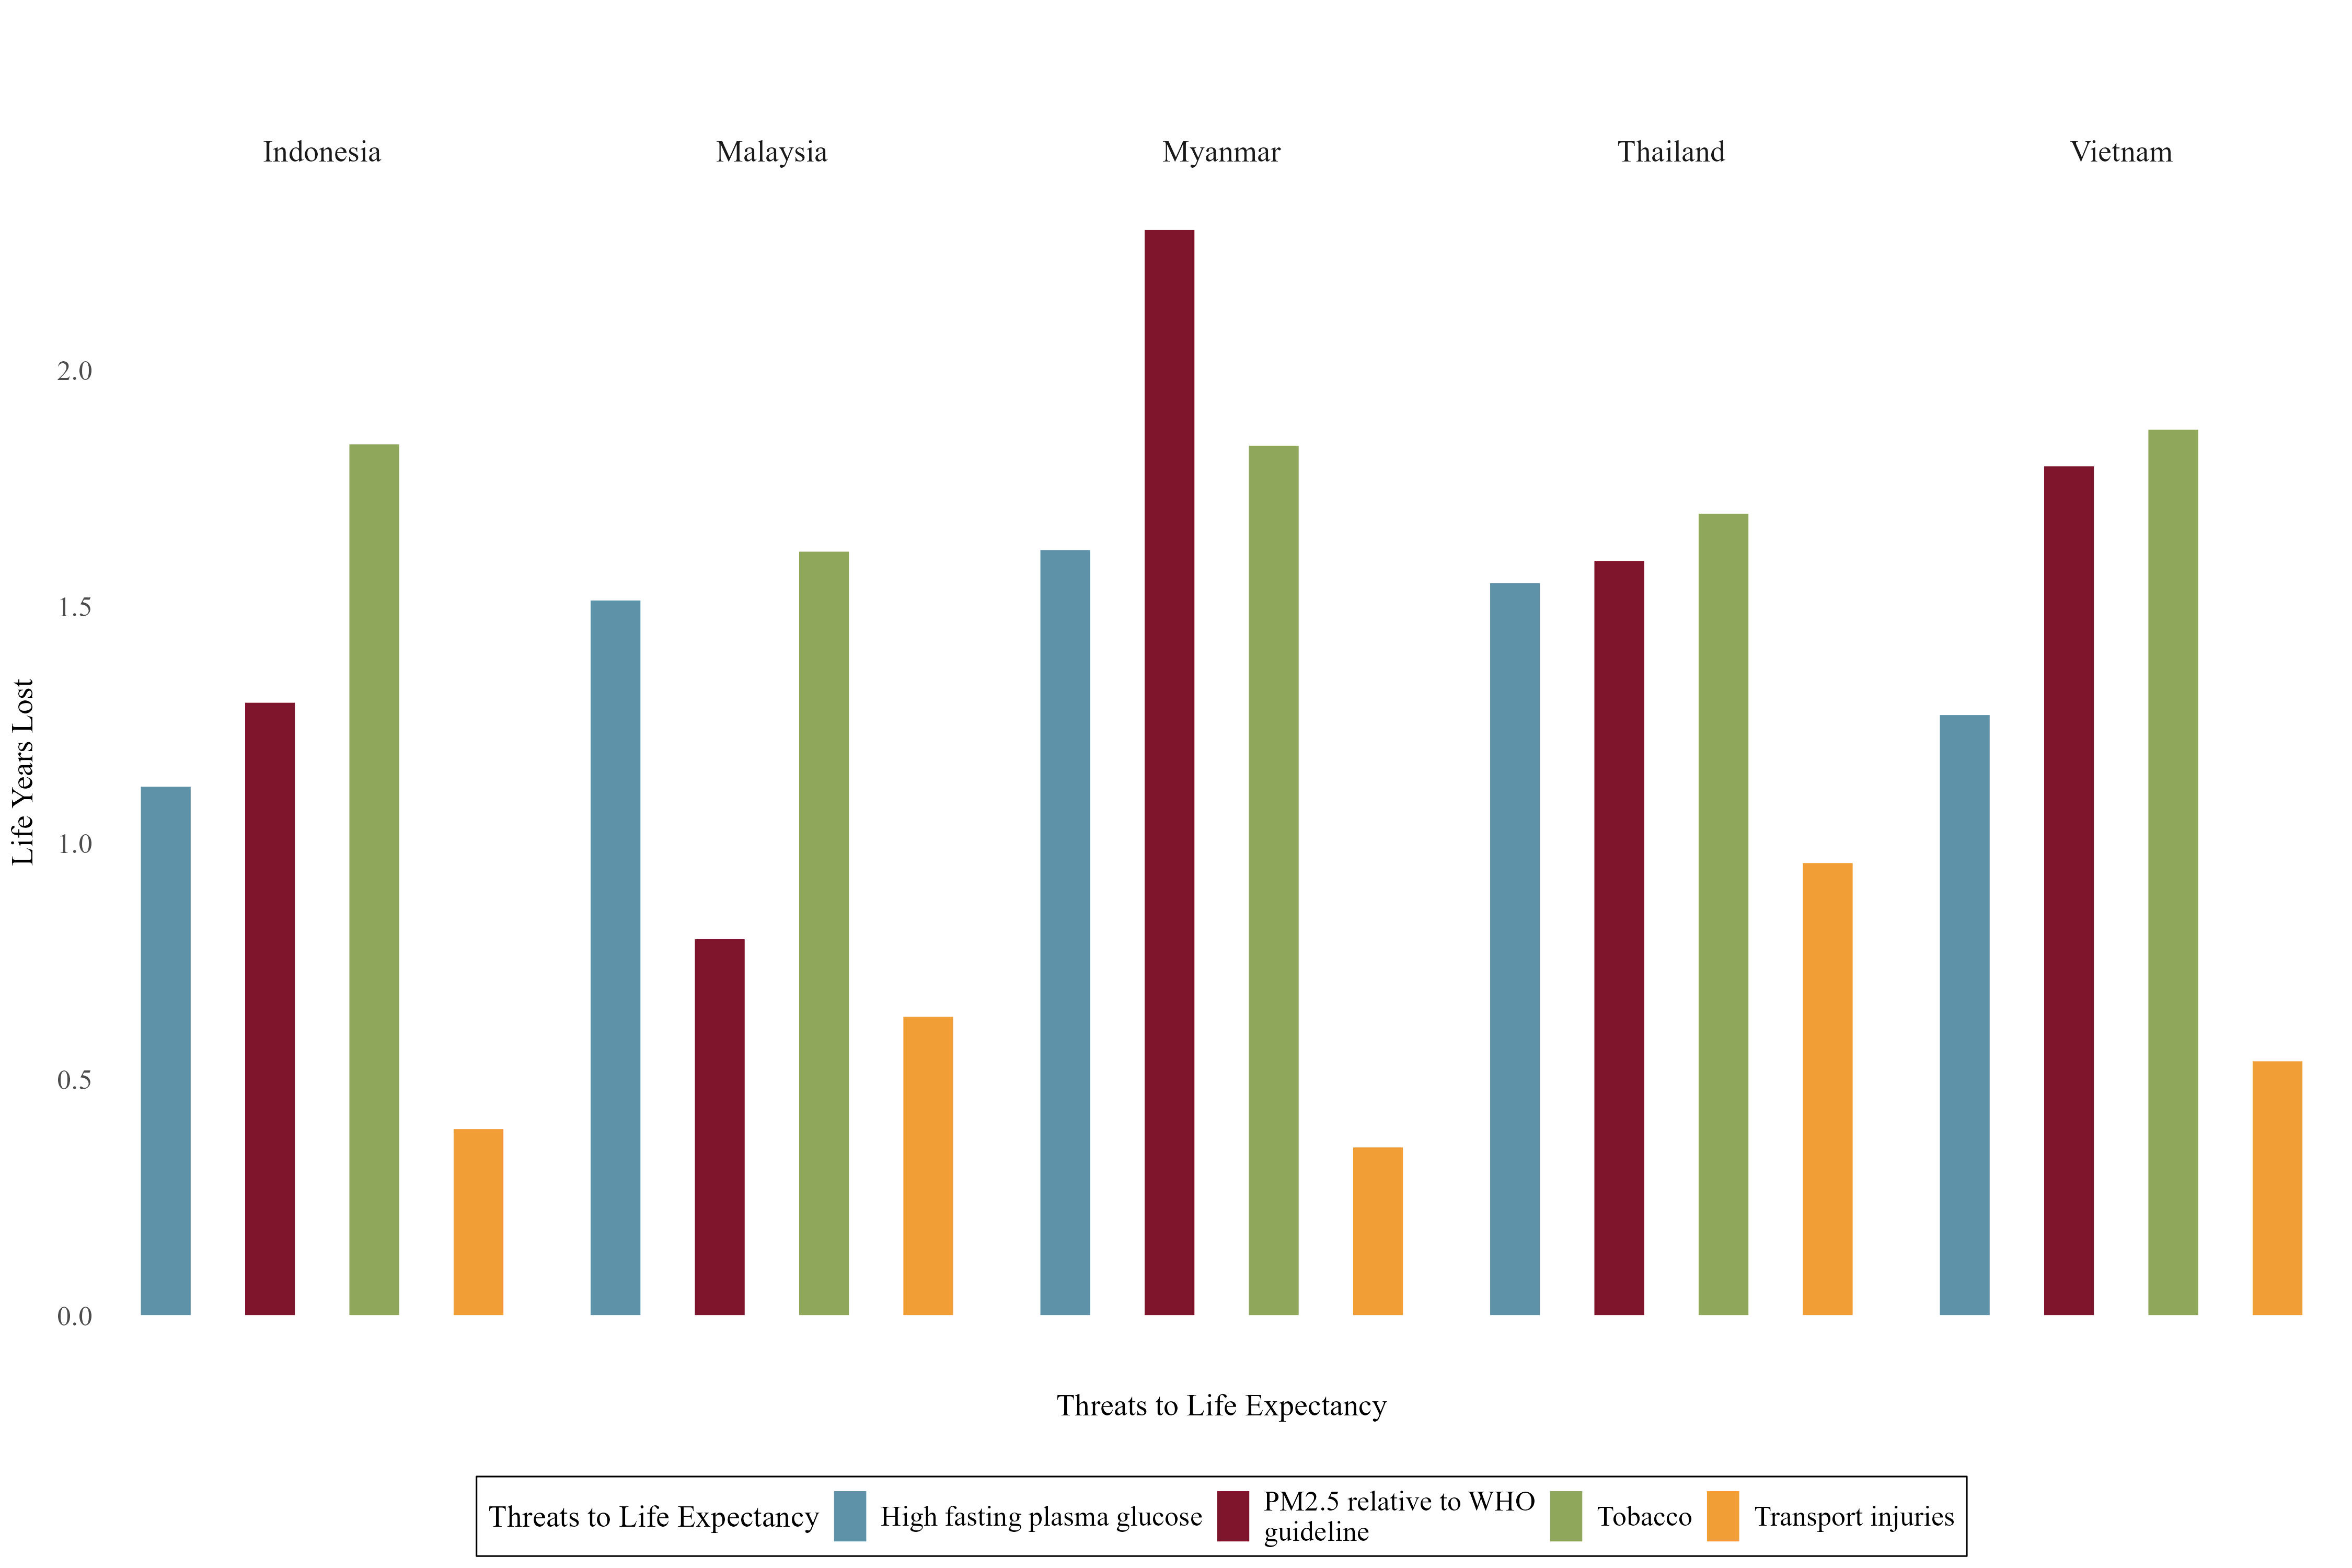 Indonesia
Malaysia
Myanmar
Thailand
Vietnam
2.0
1.5
1.0
0.5
0.0
Life Years Lost
Threats to Life Expectancy
Threats to Life Expectancy
High fasting plasma glucose
PM2.5 relative to WHO
guideline
Tobacco
Transport injuries